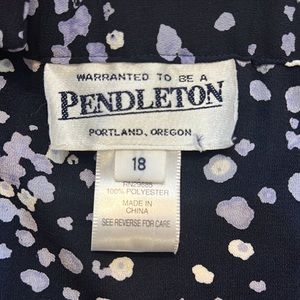 WARRANTED TO BE A
PENDLETON
PORTLAND, OREGON
18
100% POLYESTER
MADE IN
CHINA
SEE REVERSE FOR CARE